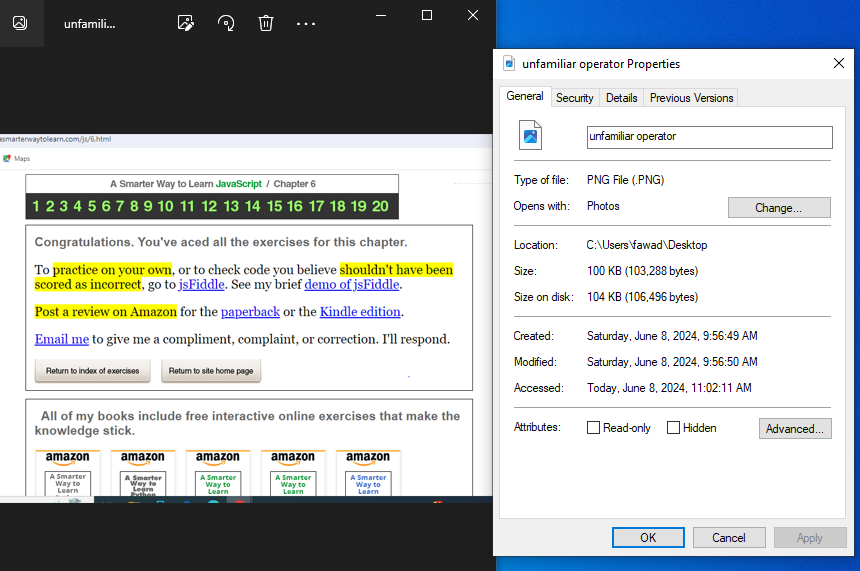 unfamili...
asmarterwaytolearn.com/js/6.html
Maps
A Smarter Way to Learn JavaScript / Chapter 6
1 2 3 4 5 6 7 8 9 10 11 12 13 14 15 16 17 18 19 20
Congratulations. You've aced all the exercises for this chapter.
To practice on your own, or to check code you believe shouldn't have been
scored as incorrect, go to jsFiddle. See my brief demo of jsFiddle.
Post a review on Amazon for the paperback or the Kindle edition.
Email me to give me a compliment, complaint, or correction. I'll respond.
Return to index of exercises
Return to site home page
All of my books include free interactive online exercises that make the
knowledge stick.
amazon amazon amazon amazon amazon
A Smarter A Smarter A Smarter A Smarter A Smarter
Way to Way to Way to Way to Way to
Learn Learn Learn Learn Learn
Python Python
unfamiliar operator Properties
General Security Details Previous Versions
unfamiliar operator
Type of file: PNG File (.PNG)
Opens with: Photos Change...
Location: C:\Users\fawad\Desktop
Size: 100 KB (103,288 bytes)
Size on disk: 104 KB (106,496 bytes)
Created: Saturday, June 8, 2024, 9:56:49 AM
Modified: Saturday, June 8, 2024, 9:56:50 AM
Accessed: Today, June 8, 2024, 11:02:11 AM
Attributes: Read-only Hidden Advanced...
OK Cancel Apply